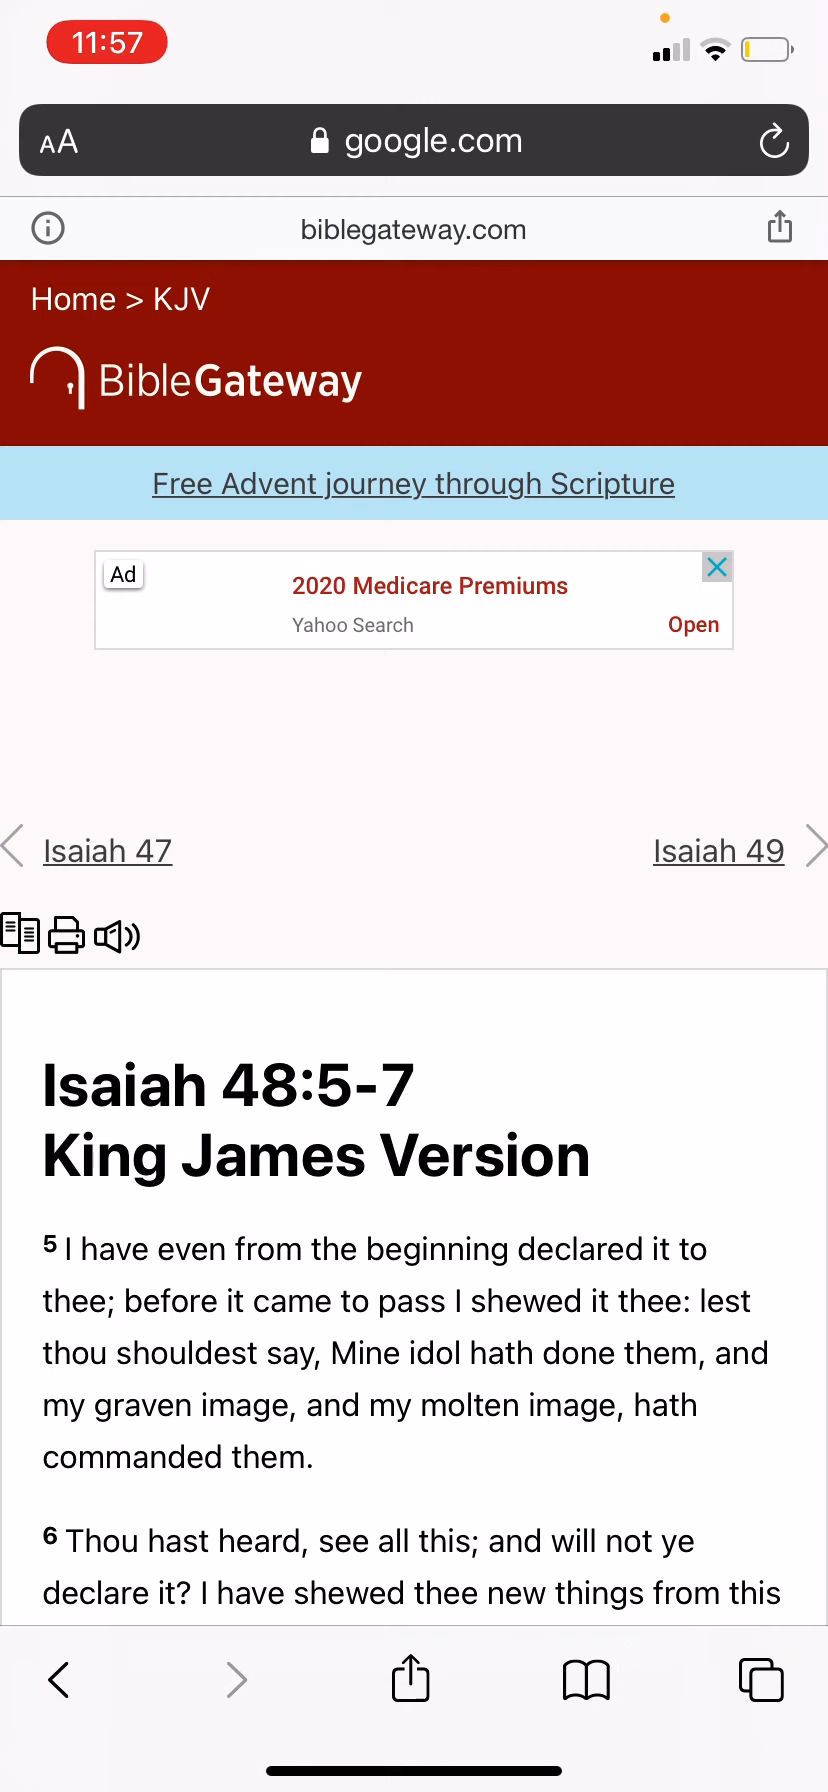 11:57
AA google.com
biblegateway.com
Home > KJV
BibleGateway
Free Advent journey through Scripture
Ad
2020 Medicare Premiums
Yahoo Search
Open
Isaiah 47
Isaiah 49
Isaiah 48:5-7
King James Version
5 I have even from the beginning declared it to
thee; before it came to pass I shewed it thee: lest
thou shouldest say, Mine idol hath done them, and
my graven image, and my molten image, hath
commanded them.
6 Thou hast heard, see all this; and will not ye
declare it? I have shewed thee new things from this